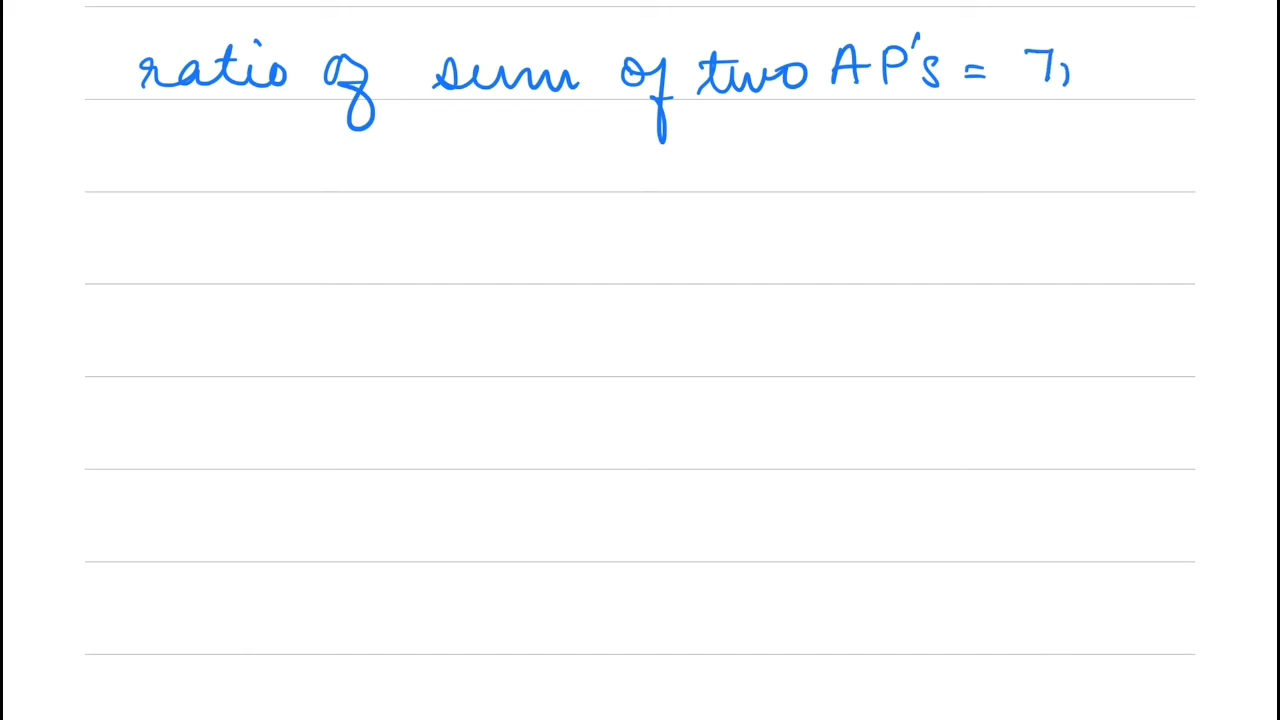 ratio of sum of two AP's = 7,